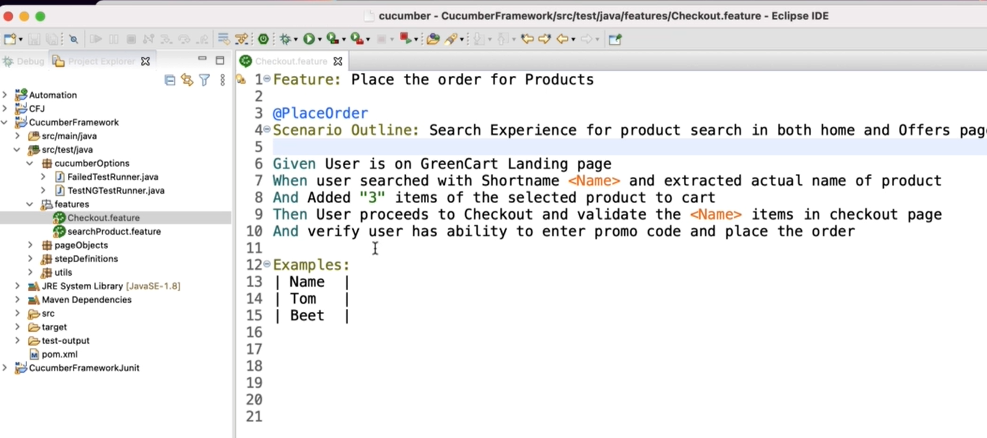 cucumber - CucumberFramework/src/test/java/features/Checkout.feature - Eclipse IDE
Debug Project Explorer
Automation
CFJ
CucumberFramework
src/main/java
src/test/java
cucumberOptions
FailedTestRunner.java
TestNGTestRunner.java
features
Checkout.feature
searchProduct.feature
pageObjects
stepDefinitions
utils
JRE System Library [JavaSE-1.8]
Maven Dependencies
src
target
test-output
pom.xml
CucumberFrameworkJunit
Checkout.feature
1 Feature: Place the order for Products
2
3 @PlaceOrder
4 Scenario Outline: Search Experience for product search in both home and Offers page
5
6 Given User is on GreenCart Landing page
7 When user searched with Shortname <Name> and extracted actual name of product
8 And Added "3" items of the selected product to cart
9 Then User proceeds to Checkout and validate the <Name> items in checkout page
10 And verify user has ability to enter promo code and place the order
11
12 Examples:
13 | Name |
14 | Tom |
15 | Beet |
16
17
18
19
20
21